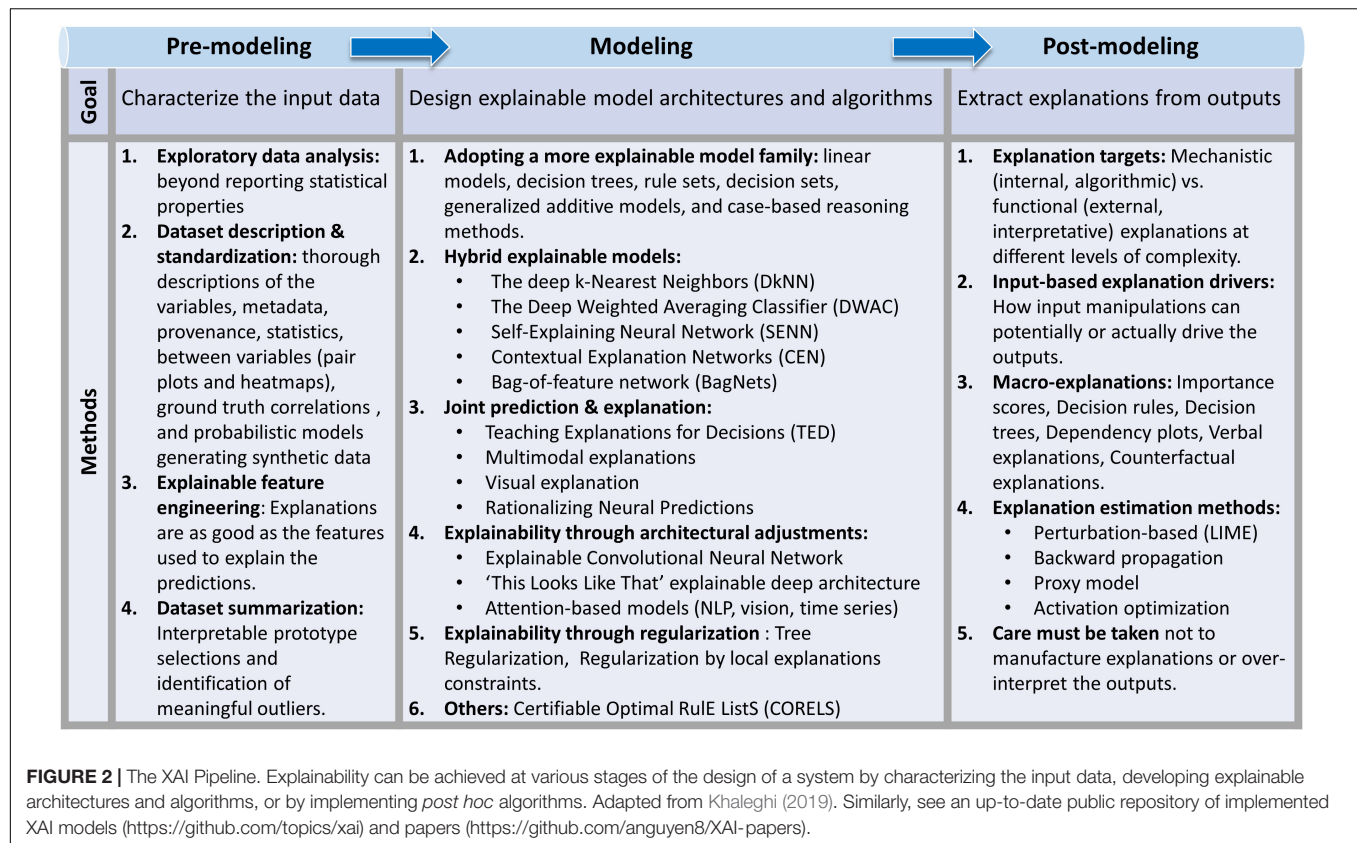 Pre-modeling
Modeling
Post-modeling
Goal
Characterize the input data
Design explainable model architectures and algorithms
Extract explanations from outputs
Methods
1. Exploratory data analysis:
beyond reporting statistical
properties
2. Dataset description &
standardization: thorough
descriptions of the
variables, metadata,
provenance, statistics,
between variables (pair
plots and heatmaps),
ground truth correlations ,
and probabilistic models
generating synthetic data
3. Explainable feature
engineering: Explanations
are as good as the features
used to explain the
predictions.
4. Dataset summarization:
Interpretable prototype
selections and
identification of
meaningful outliers.
1. Adopting a more explainable model family: linear
models, decision trees, rule sets, decision sets,
generalized additive models, and case-based reasoning
methods.
2. Hybrid explainable models:
• The deep k-Nearest Neighbors (DkNN)
• The Deep Weighted Averaging Classifier (DWAC)
• Self-Explaining Neural Network (SENN)
• Contextual Explanation Networks (CEN)
• Bag-of-feature network (BagNets)
3. Joint prediction & explanation:
• Teaching Explanations for Decisions (TED)
• Multimodal explanations
• Visual explanation
• Rationalizing Neural Predictions
4. Explainability through architectural adjustments:
• Explainable Convolutional Neural Network
• ‘This Looks Like That’ explainable deep architecture
• Attention-based models (NLP, vision, time series)
5. Explainability through regularization : Tree
Regularization, Regularization by local explanations
constraints.
6. Others: Certifiable Optimal RulE ListS (CORELS)
1. Explanation targets: Mechanistic
(internal, algorithmic) vs.
functional (external,
interpretative) explanations at
different levels of complexity.
2. Input-based explanation drivers:
How input manipulations can
potentially or actually drive the
outputs.
3. Macro-explanations: Importance
scores, Decision rules, Decision
trees, Dependency plots, Verbal
explanations, Counterfactual
explanations.
4. Explanation estimation methods:
• Perturbation-based (LIME)
• Backward propagation
• Proxy model
• Activation optimization
5. Care must be taken not to
manufacture explanations or over-
interpret the outputs.
FIGURE 2 | The XAI Pipeline. Explainability can be achieved at various stages of the design of a system by characterizing the input data, developing explainable
architectures and algorithms, or by implementing post hoc algorithms. Adapted from Khaleghi (2019). Similarly, see an up-to-date public repository of implemented
XAI models (https://github.com/topics/xai) and papers (https://github.com/anguyen8/XAI-papers).